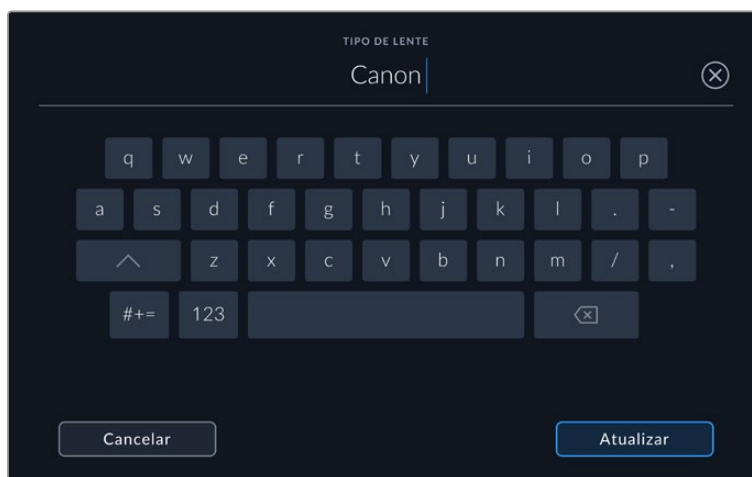 TIPO DE LENTE
Canon
q w e r t y u i o p
a s d f g h j k l . -
z x c v b n m / ,
#+= 123
Cancelar Atualizar